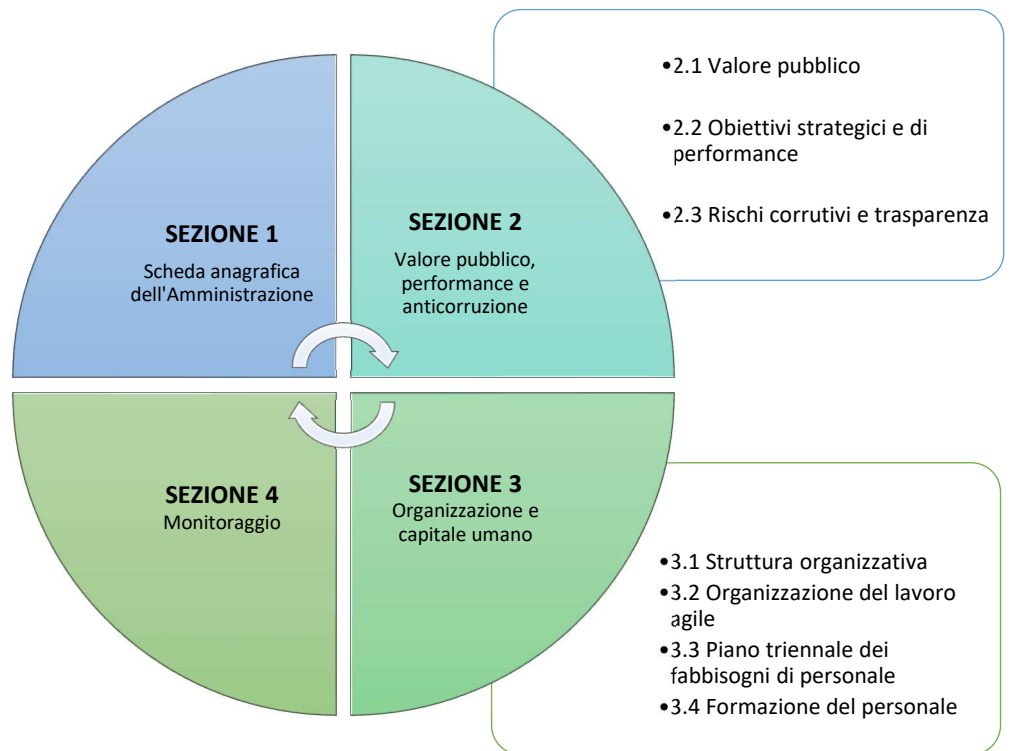 SEZIONE 1
Scheda anagrafica
dell'Amministrazione
SEZIONE 2
Valore pubblico,
performance e
anticorruzione
•2.1 Valore pubblico
•2.2 Obiettivi strategici e di
performance
•2.3 Rischi corrutivi e trasparenza
SEZIONE 4
Monitoraggio
SEZIONE 3
Organizzazione e
capitale umano
•3.1 Struttura organizzativa
•3.2 Organizzazione del lavoro
agile
•3.3 Piano triennale dei
fabbisogni di personale
•3.4 Formazione del personale